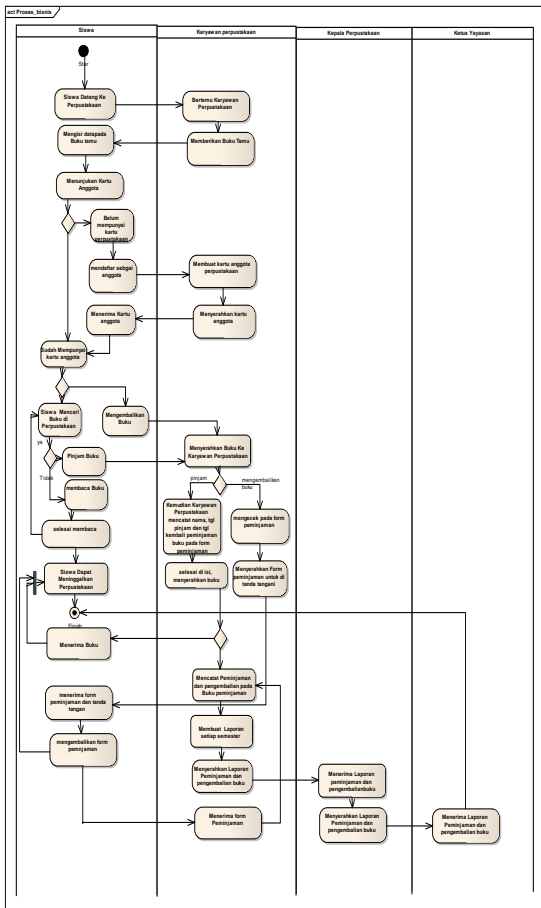 act Proses_bisnis
Siswa
Karyawan perpustakaan
Kepala Perpustakaan
Ketua Yayasan
Star
Siswa Datang Ke
Perpustakaan
Bertemu Karyawan
Perpustakaan
Mengisi datapada
Buku tamu
Memberikan Buku Tamu
Menunjukan Kartu
Anggota
Belum
mempunyai
kartu
perpustakaan
mendaftar sebgai
anggota
Membuat kartu anggota
perpustakaan
Menerima Kartu
anggota
Menyerahkan kartu
anggota
Sudah Mempunyai
kartu anggota
Siswa Mencari
Buku di
Perpustakaan
Mengembalikan
Buku
ya
Pinjam Buku
Menyerahkan Buku Ke
Karyawan Perpustakaan
Tidak
membaca Buku
pinjam
mengembalikan
buku
Kemudian Karyawan
Perpustakaan
mencatat nama, tgl
pinjam dan tgl
kembali peminjaman
buku pada form
peminjaman
mengecek pada form
peminjaman
selesai membaca
Siswa Dapat
Meninggalkan
Perpustakaan
selesai di isi,
menyerahkan buku
Menyerahkan Form
peminjaman untuk di
tanda tangani
Finish
Menerima Buku
Mencatat Peminjaman
dan pengembalian pada
Buku peminjaman
menerima form
peminjaman dan tanda
tangan
Membuat Laporan
setiap semester
mengembalikan form
pemnjaman
Menyerahkan Laporan
Peminjaman dan
pengembalian buku
Menerima Laporan
peminjaman dan
pengembalianbuku
Menerima form
Peminjaman
Menyerahkan Laporan
Peminjaman dan
pengembalian buku
Menerima Laporan
Peminjaman dan
pengembalian buku